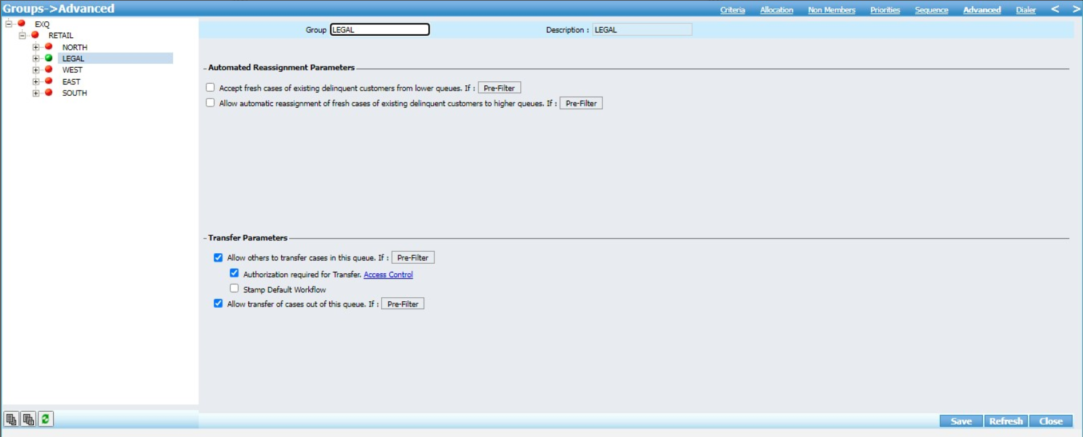 Groups->Advanced
Criteria Allocation Non Members Priorities Sequence Advanced Dialer < >
EXQ
RETAIL
NORTH
LEGAL
WEST
EAST
SOUTH
Group LEGAL Description : LEGAL
Automated Reassignment Parameters
Accept fresh cases of existing delinquent customers from lower queues. If : Pre-Filter
Allow automatic reassignment of fresh cases of existing delinquent customers to higher queues. If : Pre-Filter
Transfer Parameters
Allow others to transfer cases in this queue. If : Pre-Filter
Authorization required for Transfer. Access Control
Stamp Default Workflow
Allow transfer of cases out of this queue. If : Pre-Filter
Save Refresh Close